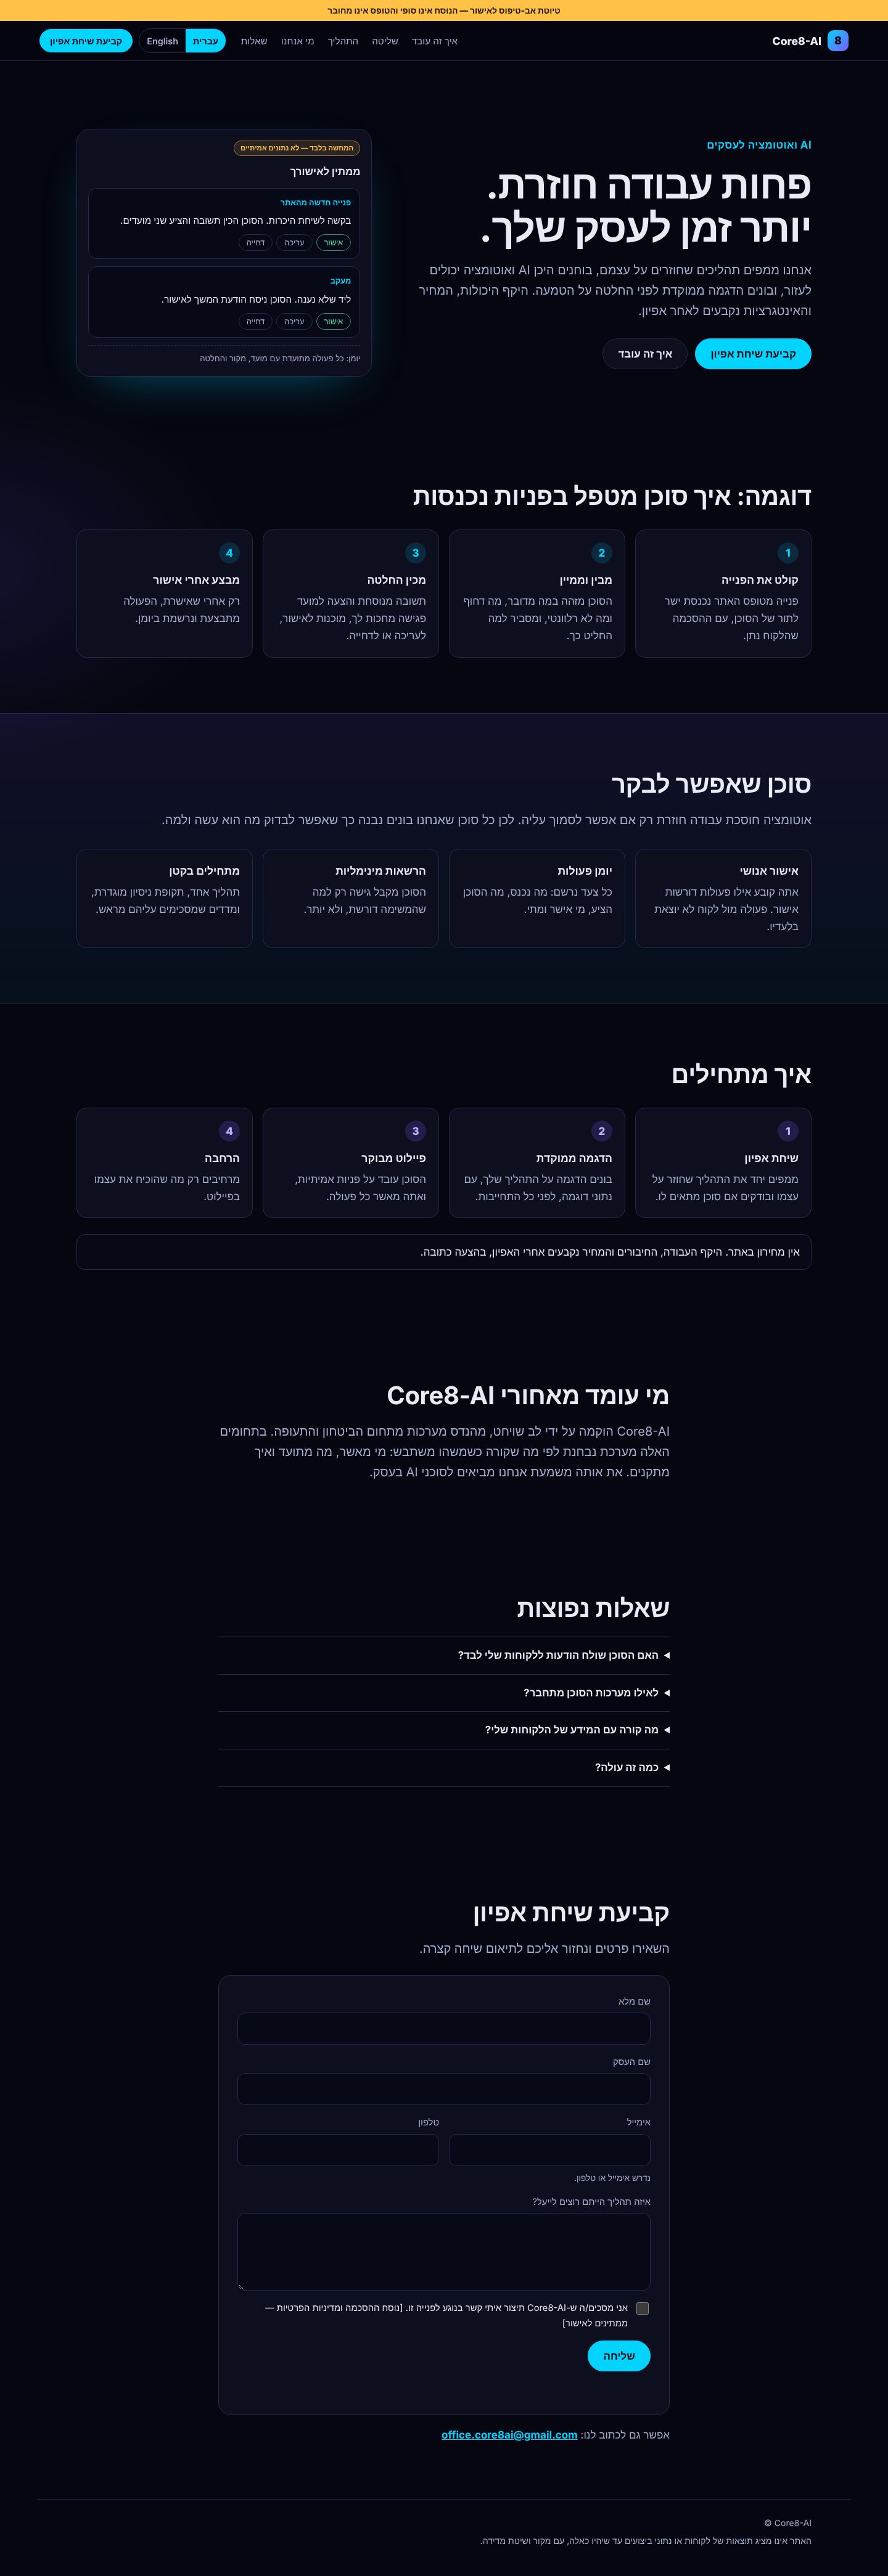 טיוטת אב-טיפוס לאישור — הנוסח אינו סופי והטופס אינו מחובר
8 Core8-AI
איך זה עובד
שליטה
התהליך
מי אנחנו
שאלות
עברית
English
קביעת שיחת אפיון
AI ואוטומציה לעסקים
פחות עבודה חוזרת.
יותר זמן לעסק שלך.
אנחנו ממפים תהליכים שחוזרים על עצמם, בוחנים היכן AI ואוטומציה יכולים
לעזור, ובונים הדגמה ממוקדת לפני החלטה על הטמעה. היקף היכולות, המחיר
והאינטגרציות נקבעים לאחר אפיון.
קביעת שיחת אפיון
איך זה עובד
המחשה בלבד — לא נתונים אמיתיים
ממתין לאישורך
פנייה חדשה מהאתר
בקשה לשיחת היכרות. הסוכן הכין תשובה והציע שני מועדים.
אישור
עריכה
דחייה
מעקב
ליד שלא נענה. הסוכן ניסח הודעת המשך לאישור.
אישור
עריכה
דחייה
יומן: כל פעולה מתועדת עם מועד, מקור והחלטה
דוגמה: איך סוכן מטפל בפניות נכנסות
1
קולט את הפנייה
פנייה מטופס האתר נכנסת ישר
לתור של הסוכן, עם ההסכמה
שהלקוח נתן.
2
מבין וממיין
הסוכן מזהה במה מדובר, מה דחוף
ומה לא רלוונטי, ומסביר למה
החליט כך.
3
מכין החלטה
תשובה מנוסחת והצעה למועד
פגישה מחכות לך, מוכנות לאישור,
לעריכה או לדחייה.
4
מבצע אחרי אישור
רק אחרי שאישרת, הפעולה
מתבצעת ונרשמת ביומן.
סוכן שאפשר לבקר
אוטומציה חוסכת עבודה חוזרת רק אם אפשר לסמוך עליה. לכן כל סוכן שאנחנו בונים נבנה כך שאפשר לבדוק מה הוא עשה ולמה.
אישור אנושי
אתה קובע אילו פעולות דורשות
אישור. פעולה מול לקוח לא יוצאת
בלעדיו.
יומן פעולות
כל צעד נרשם: מה נכנס, מה הסוכן
הציע, מי אישר ומתי.
הרשאות מינימליות
הסוכן מקבל גישה רק למה
שהמשימה דורשת, ולא יותר.
מתחילים בקטן
תהליך אחד, תקופת ניסיון מוגדרת,
ומדדים שמסכימים עליהם מראש.
איך מתחילים
1
שיחת אפיון
ממפים יחד את התהליך שחוזר על
עצמו ובודקים אם סוכן מתאים לו.
2
הדגמה ממוקדת
בונים הדגמה על התהליך שלך, עם
נתוני דוגמה, לפני כל התחייבות.
3
פיילוט מבוקר
הסוכן עובד על פניות אמיתיות,
ואתה מאשר כל פעולה.
4
הרחבה
מרחיבים רק מה שהוכיח את עצמו
בפיילוט.
אין מחירון באתר. היקף העבודה, החיבורים והמחיר נקבעים אחרי האפיון, בהצעה כתובה.
מי עומד מאחורי Core8-AI
Core8-AI הוקמה על ידי לב שויחט, מהנדס מערכות מתחום הביטחון והתעופה. בתחומים
האלה מערכת נבחנת לפי מה שקורה כשמשהו משתבש: מי מאשר, מה מתועד ואיך
מתקנים. את אותה משמעת אנחנו מביאים לסוכני AI בעסק.
שאלות נפוצות
האם הסוכן שולח הודעות ללקוחות שלי לבד?
לאילו מערכות הסוכן מתחבר?
מה קורה עם המידע של הלקוחות שלי?
כמה זה עולה?
קביעת שיחת אפיון
השאירו פרטים ונחזור אליכם לתיאום שיחה קצרה.
שם מלא
שם העסק
אימייל
טלפון
נדרש אימייל או טלפון.
איזה תהליך הייתם רוצים לייעל?
אני מסכים/ה ש-Core8-AI תיצור איתי קשר בנוגע לפנייה זו. [נוסח ההסכמה ומדיניות הפרטיות —
ממתינים לאישור]
שליחה
אפשר גם לכתוב לנו: office.core8ai@gmail.com
© Core8-AI
האתר אינו מציג תוצאות של לקוחות או נתוני ביצועים עד שיהיו כאלה, עם מקור ושיטת מדידה.